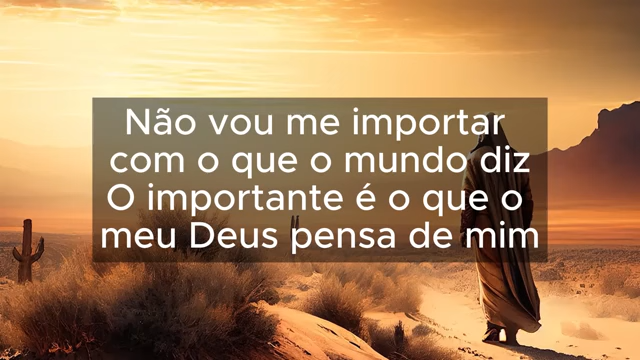 Não vou me importar
com o que o mundo diz
O importante é o que o
meu Deus pensa de mim